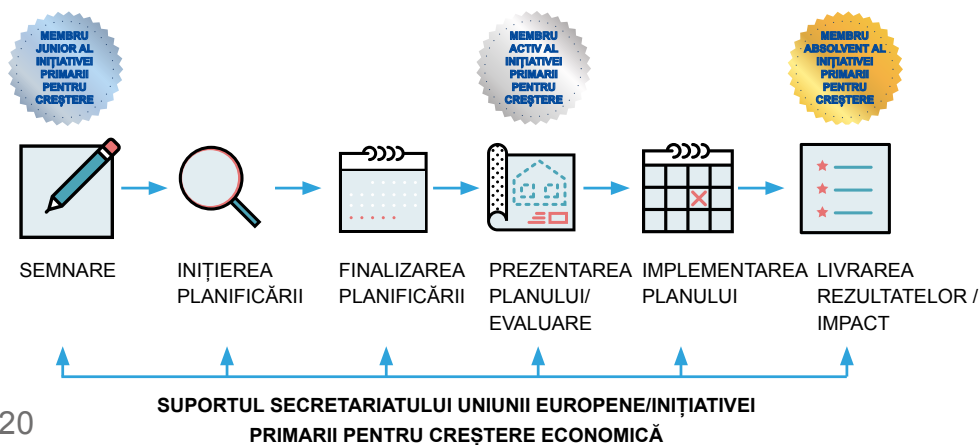 MEMBRU
JUNIOR AL
INIȚIATIVEI
PRIMARII
PENTRU
CREȘTERE
MEMBRU
ACTIV AL
INIȚIATIVEI
PRIMARII
PENTRU
CREȘTERE
MEMBRU
ABSOLVENT AL
INIȚIATIVEI
PRIMARII
PENTRU
CREȘTERE
SEMNARE
INIȚIEREA
PLANIFICĂRII
FINALIZAREA
PLANIFICĂRII
PREZENTAREA
PLANULUI/
EVALUARE
IMPLEMENTAREA
PLANULUI
LIVRAREA
REZULTATELOR /
IMPACT
SUPORTUL SECRETARIATULUI UNIUNII EUROPENE/INIȚIATIVEI
PRIMARII PENTRU CREȘTERE ECONOMICĂ
20